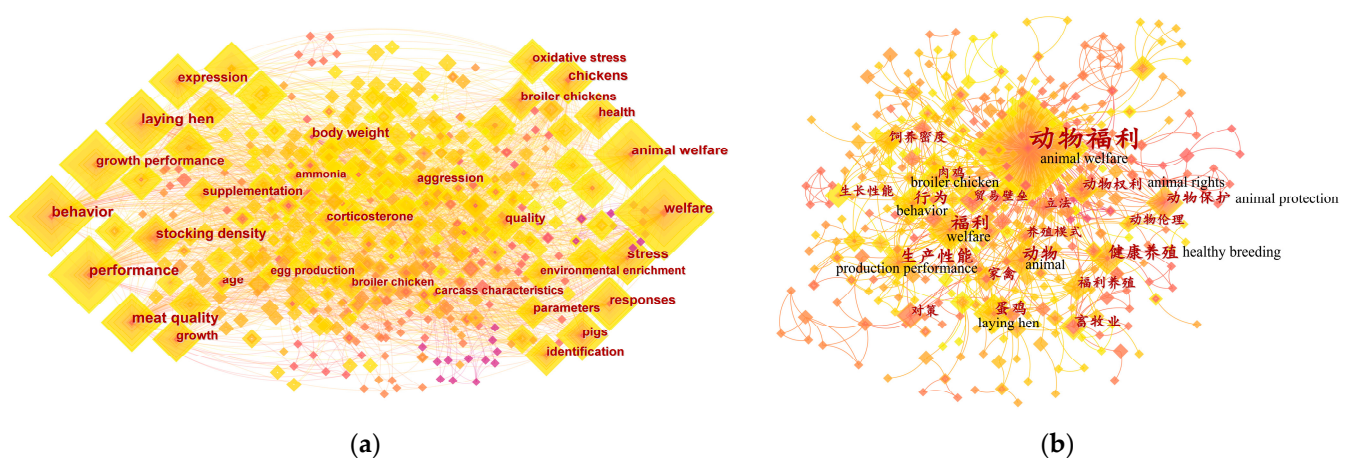 expression
laying hen
growth performance
behavior
stocking density
performance
meat quality
growth
age
supplementation
body weight
ammonia
aggression
corticosterone
quality
egg production
broiler chicken
carcass characteristics
oxidative stress
chickens
broiler chickens
health
animal welfare
welfare
stress
environmental enrichment
responses
parameters
pigs
identification
(a)
动物福利
animal welfare
饲养密度
肉鸡
broiler chicken
生长性能
行为
behavior
贸易壁垒
立法
动物权利 animal rights
动物保护 animal protection
动物伦理
福利
welfare
养殖模式
生产性能
production performance
动物
animal
健康养殖 healthy breeding
家禽
福利养殖
对策
蛋鸡
laying hen
畜牧业
(b)